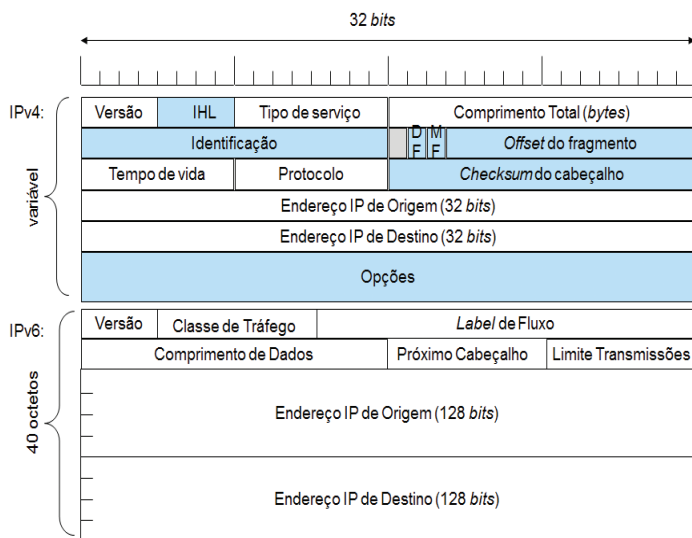 32 bits
IPv4:
Versão IHL Tipo de serviço Comprimento Total (bytes)
Identificação DF MF Offset do fragmento
Tempo de vida Protocolo Checksum do cabeçalho
variável
Endereço IP de Origem (32 bits)
Endereço IP de Destino (32 bits)
Opções
IPv6:
Versão Classe de Tráfego Label de Fluxo
Comprimento de Dados Próximo Cabeçalho Limite Transmissões
40 octetos
Endereço IP de Origem (128 bits)
Endereço IP de Destino (128 bits)